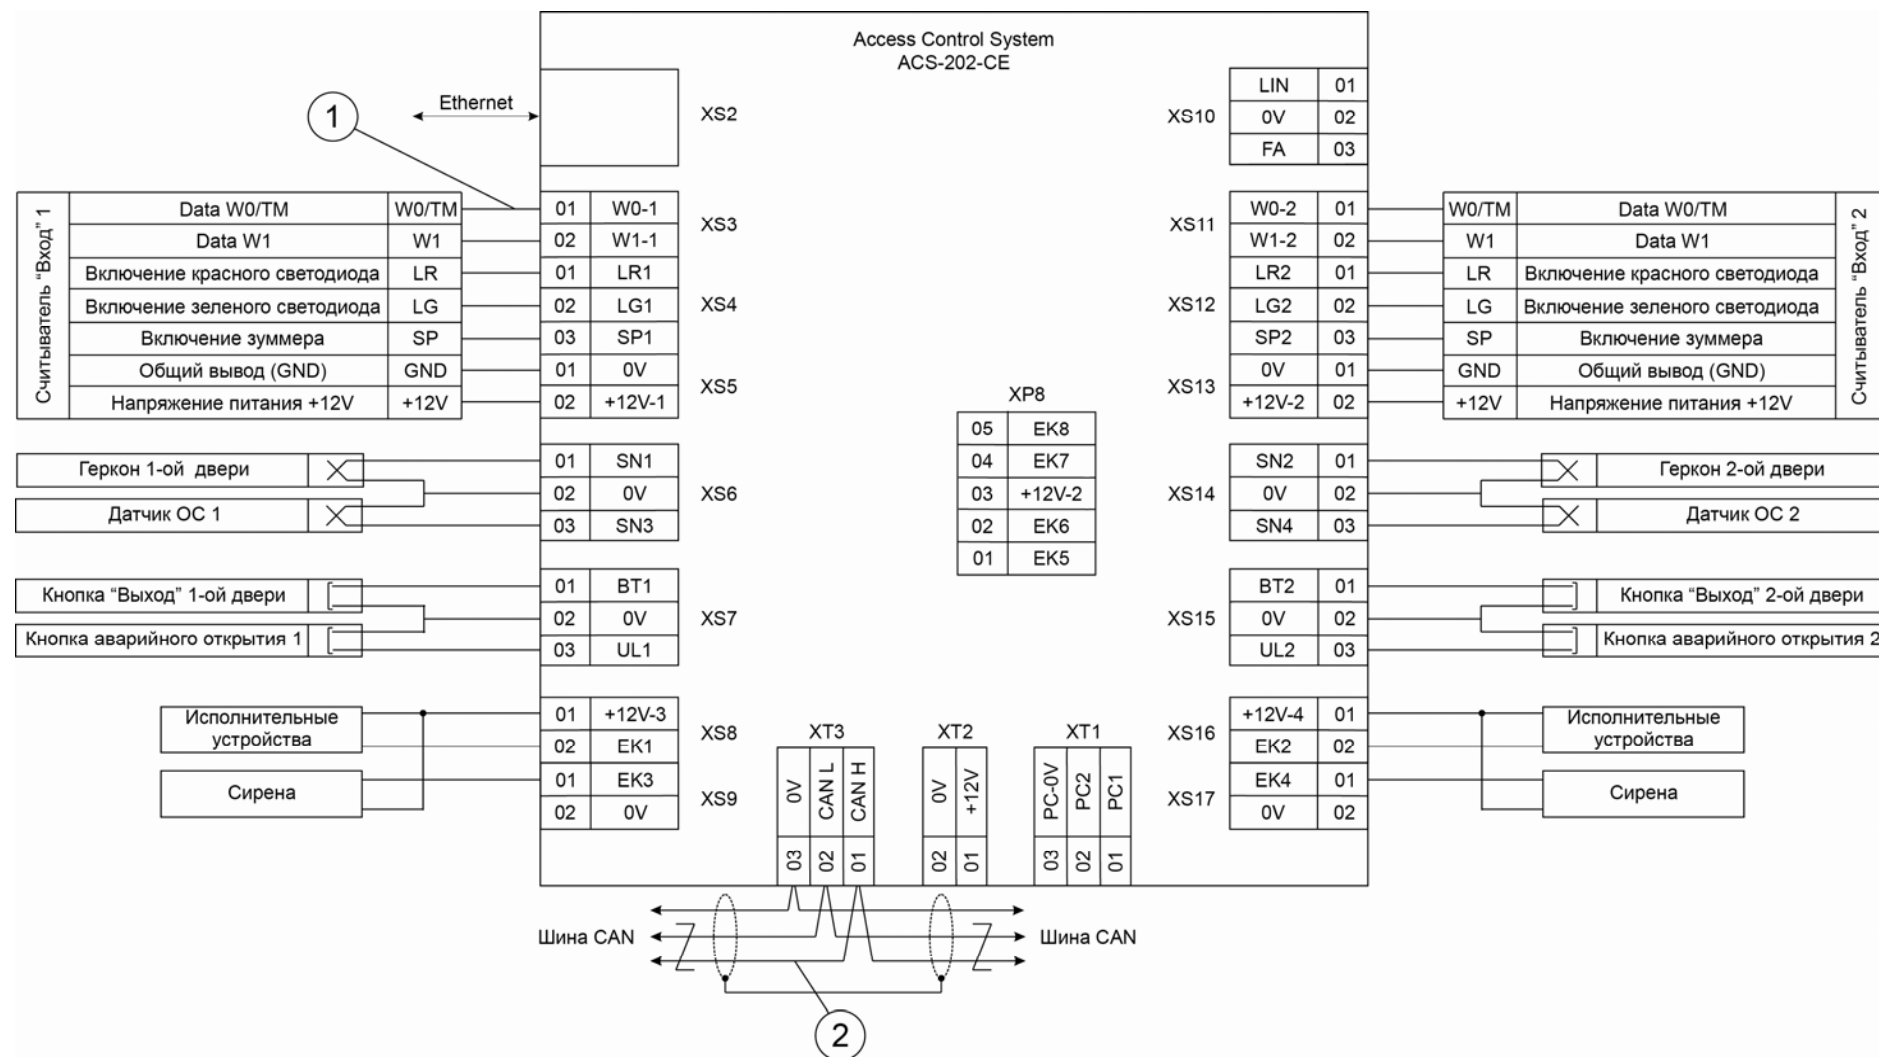 Access Control System
ACS-202-CE
1
Ethernet
XS2
XS10
LIN 01
0V 02
FA 03
Считыватель “Вход” 1
Data W0/TM W0/TM 01 W0-1
Data W1 W1 02 W1-1
XS3
Включение красного светодиода LR 01 LR1
Включение зеленого светодиода LG 02 LG1
Включение зуммера SP 03 SP1
XS4
Общий вывод (GND) GND 01 0V
Напряжение питания +12V +12V 02 +12V-1
XS5
Геркон 1-ой двери
Датчик ОС 1
01 SN1
02 0V
03 SN3
XS6
Кнопка “Выход” 1-ой двери
Кнопка аварийного открытия 1
01 BT1
02 0V
03 UL1
XS7
Исполнительные
устройства
01 +12V-3
02 EK1
XS8
Сирена
01 EK3
02 0V
XS9
XP8
05 EK8
04 EK7
03 +12V-2
02 EK6
01 EK5
XS11
W0-2 01 W0/TM Data W0/TM
W1-2 02 W1 Data W1
XS12
LR2 01 LR Включение красного светодиода
LG2 02 LG Включение зеленого светодиода
SP2 03 SP Включение зуммера
XS13
0V 01 GND Общий вывод (GND)
+12V-2 02 +12V Напряжение питания +12V
Считыватель “Вход” 2
XS14
SN2 01
0V 02
SN4 03
Геркон 2-ой двери
Датчик ОС 2
XS15
BT2 01
0V 02
UL2 03
Кнопка “Выход” 2-ой двери
Кнопка аварийного открытия 2
XS16
+12V-4 01
EK2 02
Исполнительные
устройства
XS17
EK4 01
0V 02
Сирена
XT3
0V CAN L CAN H
03 02 01
XT2
0V +12V
02 01
XT1
PC-0V PC2 PC1
03 02 01
Шина CAN
Шина CAN
2